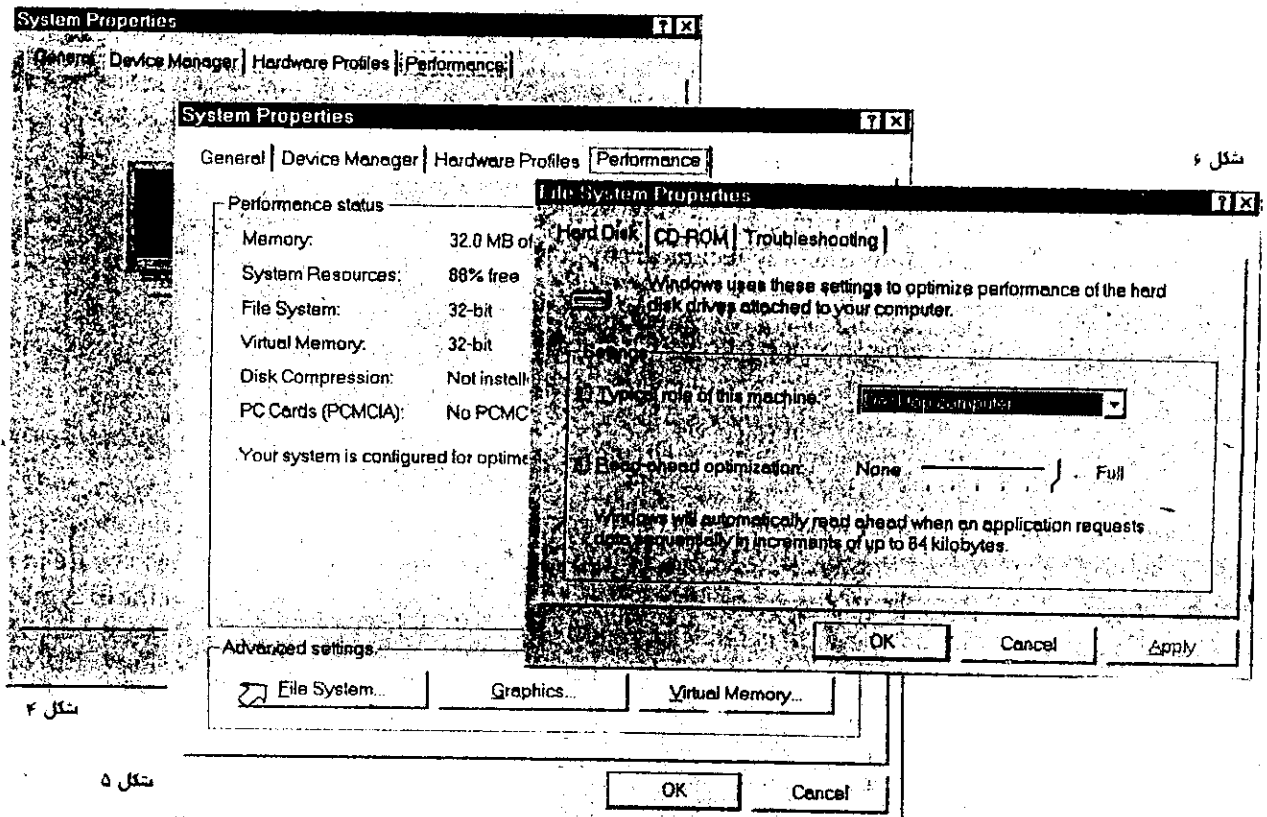 System Properties
General Device Manager Hardware Profiles Performance
System Properties
General Device Manager Hardware Profiles Performance
شکل ۶
Performance status
Memory: 32.0 MB of
System Resources: 88% free
File System: 32-bit
Virtual Memory: 32-bit
Disk Compression: Not install
PC Cards (PCMCIA): No PCMC
Your system is configured for optim
Advanced settings
File System... Graphics... Virtual Memory...
OK Cancel
File System Properties
Hard Disk CD-ROM Troubleshooting
Windows uses these settings to optimize performance of the hard
disk drives attached to your computer.
Settings
Typical role of this machine: computer
Read-ahead optimization: None Full
Windows will automatically read ahead when an application requests
data sequentially in increments of up to 64 kilobytes.
OK Cancel Apply
شکل ۴
شکل ۵